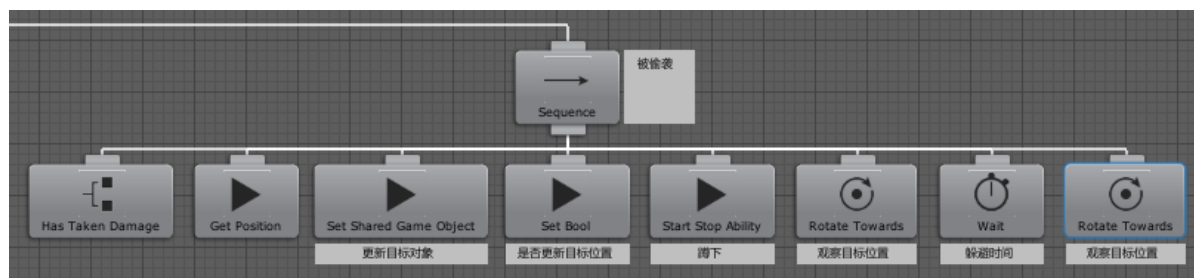 被偷袭
Sequence
Has Taken Damage
Get Position
Set Shared Game Object
Set Bool
Start Stop Ability
Rotate Towards
Wait
Rotate Towards
更新目标对象
是否更新目标位置
蹲下
观察目标位置
躲避时间
观察目标位置